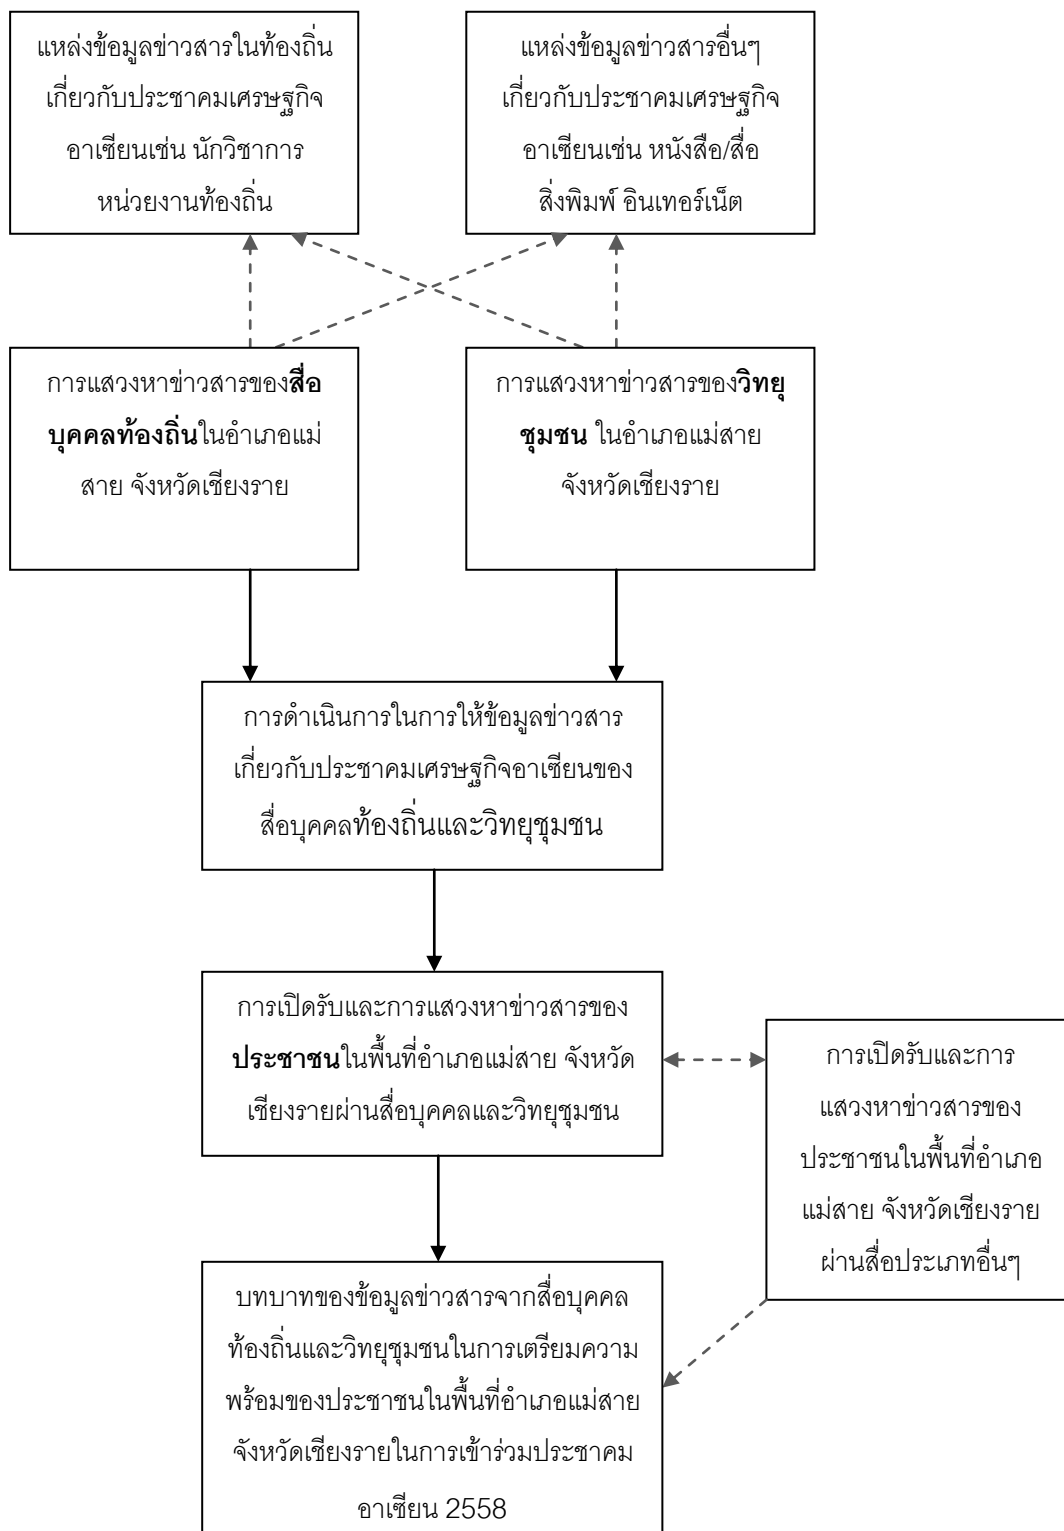 แหล่งข้อมูลข่าวสารในท้องถิ่น
เกี่ยวกับประชาคมเศรษฐกิจ
อาเซียนเช่น นักวิชาการ
หน่วยงานท้องถิ่น
แหล่งข้อมูลข่าวสารอื่นๆ
เกี่ยวกับประชาคมเศรษฐกิจ
อาเซียนเช่น หนังสือ/สื่อ
สิ่งพิมพ์ อินเทอร์เน็ต
การแสวงหาข่าวสารของสื่อ
บุคคลท้องถิ่นในอำเภอแม่
สาย จังหวัดเชียงราย
การแสวงหาข่าวสารของวิทยุ
ชุมชน ในอำเภอแม่สาย
จังหวัดเชียงราย
การดำเนินการในการให้ข้อมูลข่าวสาร
เกี่ยวกับประชาคมเศรษฐกิจอาเซียนของ
สื่อบุคคลท้องถิ่นและวิทยุชุมชน
การเปิดรับและการแสวงหาข่าวสารของ
ประชาชนในพื้นที่อำเภอแม่สาย จังหวัด
เชียงรายผ่านสื่อบุคคลและวิทยุชุมชน
การเปิดรับและการ
แสวงหาข่าวสารของ
ประชาชนในพื้นที่อำเภอ
แม่สาย จังหวัดเชียงราย
ผ่านสื่อประเภทอื่นๆ
บทบาทของข้อมูลข่าวสารจากสื่อบุคคล
ท้องถิ่นและวิทยุชุมชนในการเตรียมความ
พร้อมของประชาชนในพื้นที่อำเภอแม่สาย
จังหวัดเชียงรายในการเข้าร่วมประชาคม
อาเซียน 2558